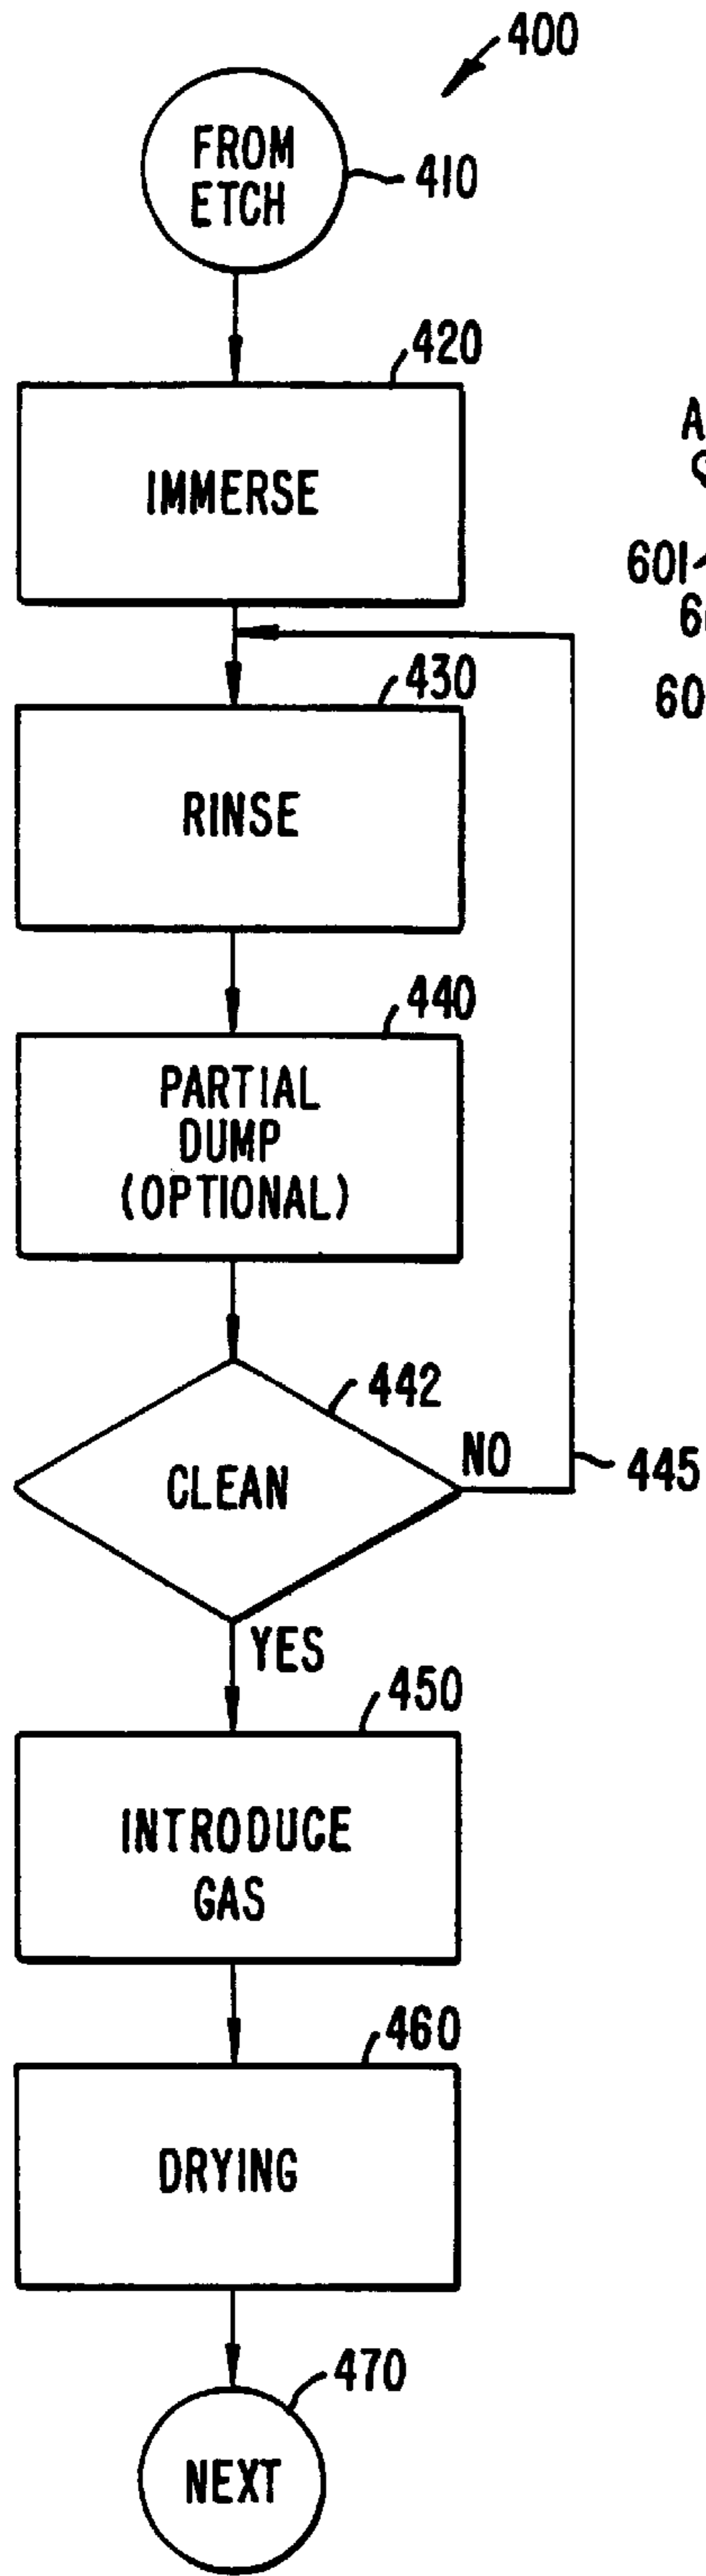 400
FROM
ETCH
410
420
IMMERSE
A
601
430
RINSE
440
PARTIAL
DUMP
(OPTIONAL)
442
CLEAN
NO
445
YES
450
INTRODUCE
GAS
460
DRYING
470
NEXT